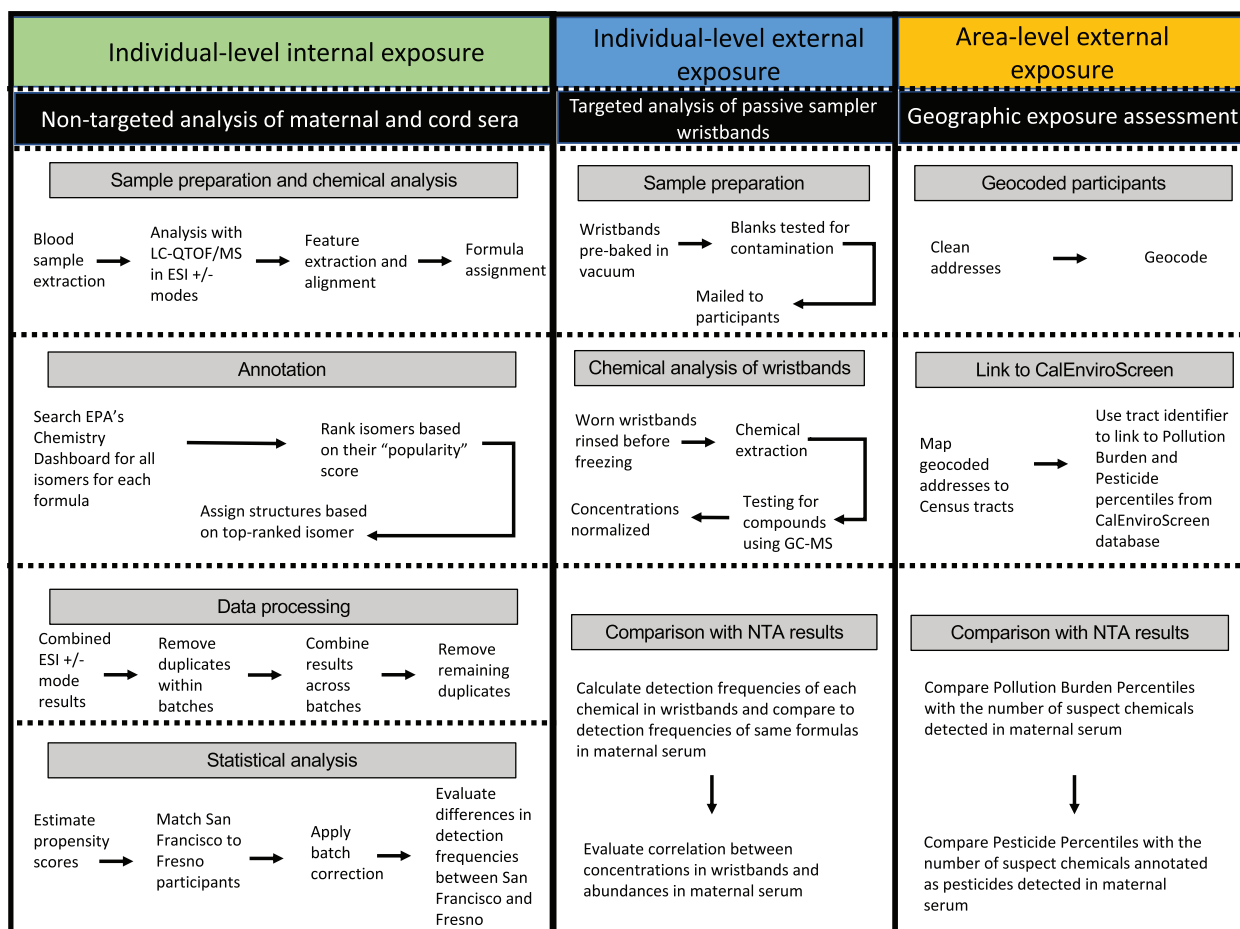 Individual-level internal exposure
Non-targeted analysis of maternal and cord sera
Sample preparation and chemical analysis
Blood
sample
extraction
Analysis with
LC-QTOF/MS
in ESI +/-
modes
Feature
extraction and
alignment
Formula
assignment
Annotation
Search EPA’s
Chemistry
Dashboard for all
isomers for each
formula
Rank isomers based
on their “popularity”
score
Assign structures based
on top-ranked isomer
Data processing
Combined
ESI +/-
mode
results
Remove
duplicates
within
batches
Combine
results
across
batches
Remove
remaining
duplicates
Statistical analysis
Estimate
propensity
scores
Match San
Francisco to
Fresno
participants
Apply
batch
correction
Evaluate
differences in
detection
frequencies
between San
Francisco and
Fresno
Individual-level external
exposure
Targeted analysis of passive sampler
wristbands
Sample preparation
Wristbands
pre-baked in
vacuum
Blanks tested for
contamination
Mailed to
participants
Chemical analysis of wristbands
Worn wristbands
rinsed before
freezing
Chemical
extraction
Testing for
compounds
using GC-MS
Concentrations
normalized
Comparison with NTA results
Calculate detection frequencies of each
chemical in wristbands and compare to
detection frequencies of same formulas
in maternal serum
Evaluate correlation between
concentrations in wristbands and
abundances in maternal serum
Area-level external
exposure
Geographic exposure assessment
Geocoded participants
Clean
addresses
Geocode
Link to CalEnviroScreen
Map
geocoded
addresses to
Census tracts
Use tract identifier
to link to Pollution
Burden and
Pesticide
percentiles from
CalEnviroScreen
database
Comparison with NTA results
Compare Pollution Burden Percentiles
with the number of suspect chemicals
detected in maternal serum
Compare Pesticide Percentiles with the
number of suspect chemicals annotated
as pesticides detected in maternal
serum